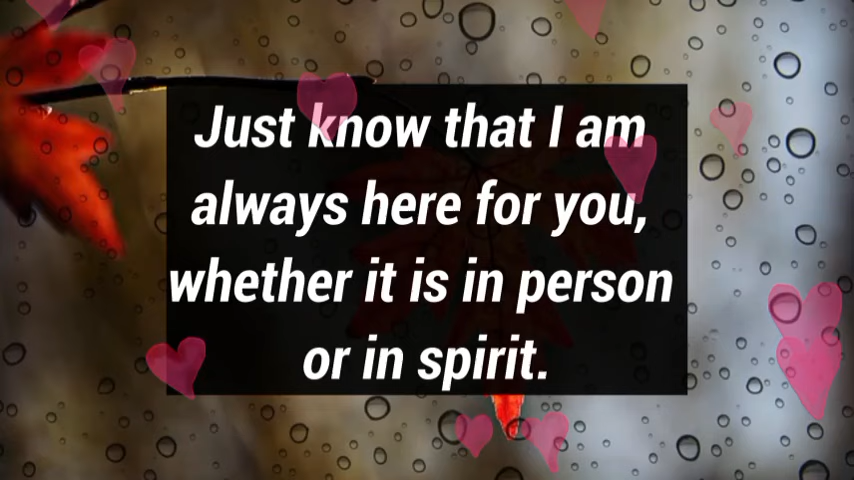 Just know that I am
always here for you,
whether it is in person
or in spirit.